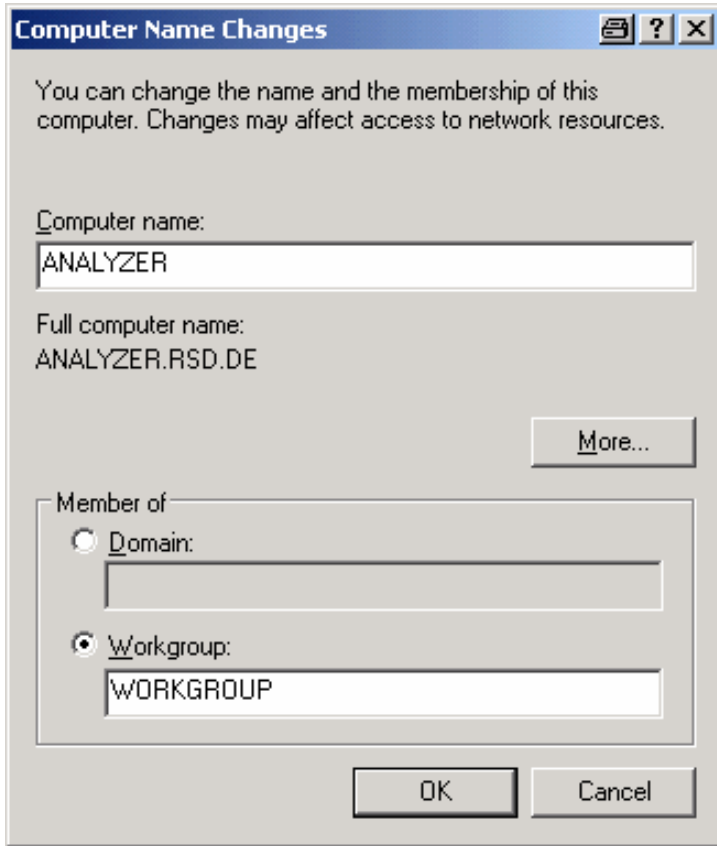 Computer Name Changes
You can change the name and the membership of this
computer. Changes may affect access to network resources.
Computer name:
ANALYZER
Full computer name:
ANALYZER.RSD.DE
More...
Member of
Domain:
Workgroup:
WORKGROUP
OK Cancel